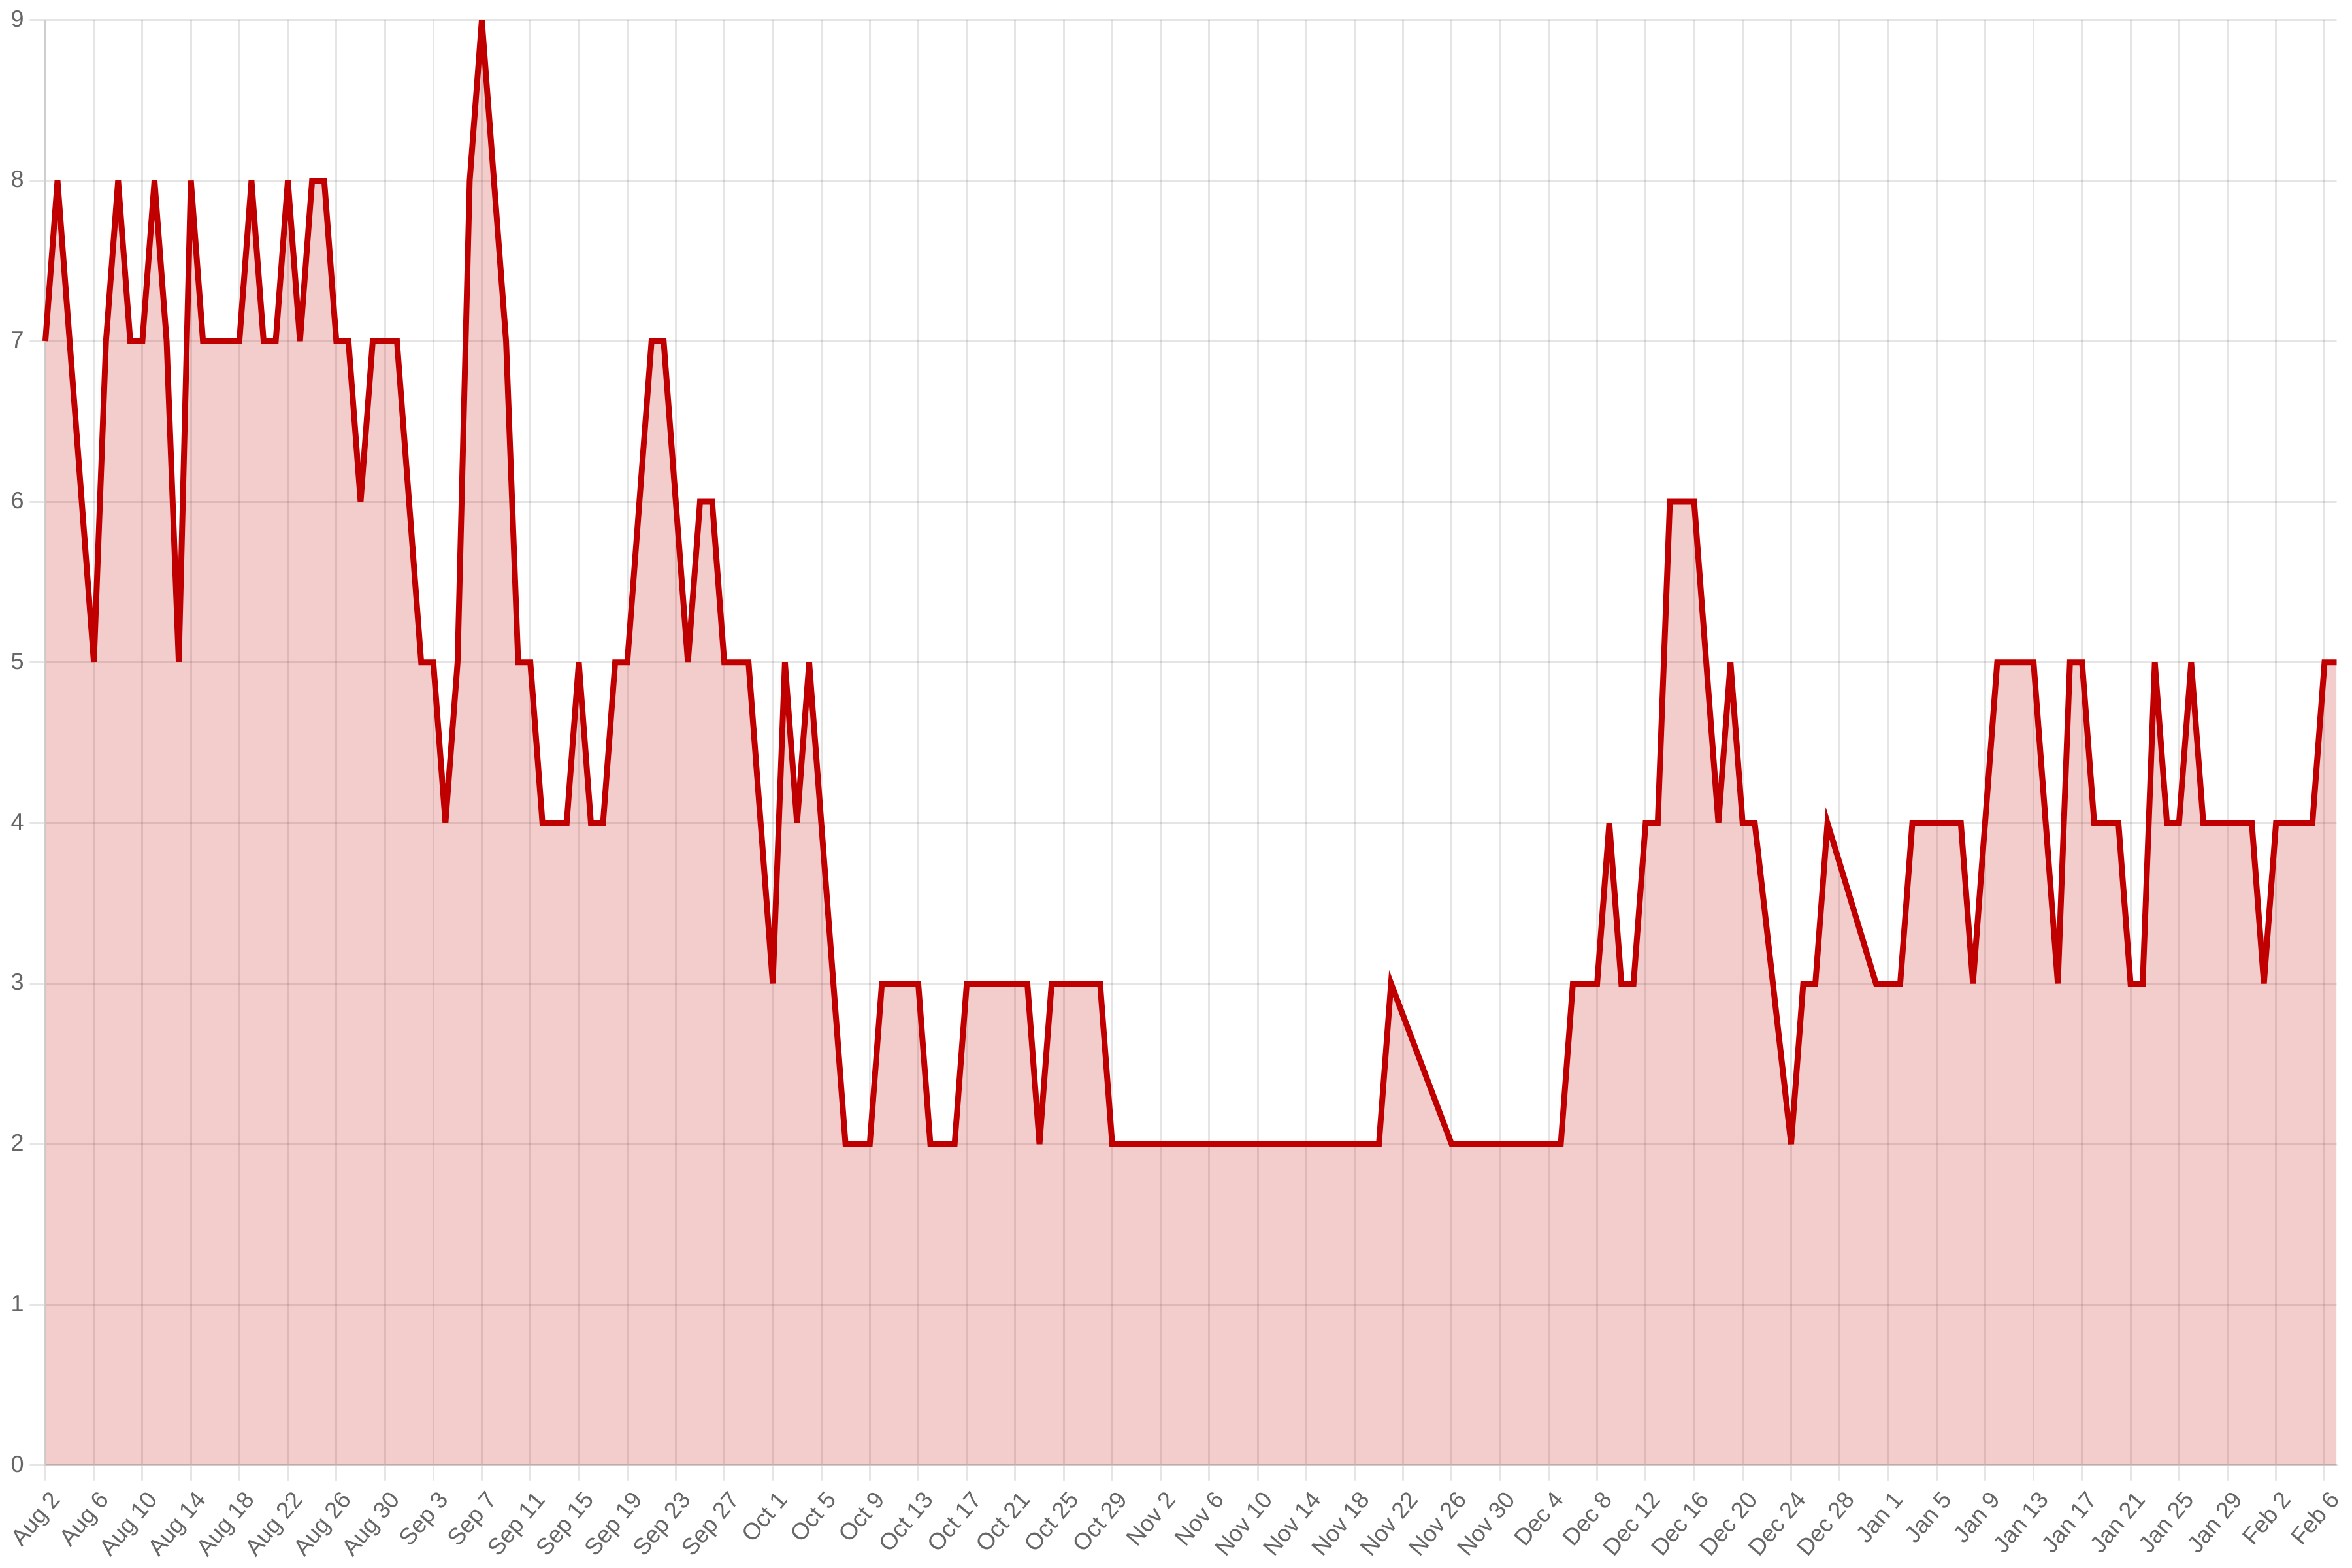 9
8
7
6
5
4
3
2
1
0
Aug 2
Aug 6
Aug 10
Aug 14
Aug 18
Aug 22
Aug 26
Aug 30
Sep 3
Sep 7
Sep 11
Sep 15
Sep 19
Sep 23
Sep 27
Oct 1
Oct 5
Oct 9
Oct 13
Oct 17
Oct 21
Oct 25
Oct 29
Nov 2
Nov 6
Nov 10
Nov 14
Nov 18
Nov 22
Nov 26
Nov 30
Dec 4
Dec 8
Dec 12
Dec 16
Dec 20
Dec 24
Dec 28
Jan 1
Jan 5
Jan 9
Jan 13
Jan 17
Jan 21
Jan 25
Jan 29
Feb 2
Feb 6